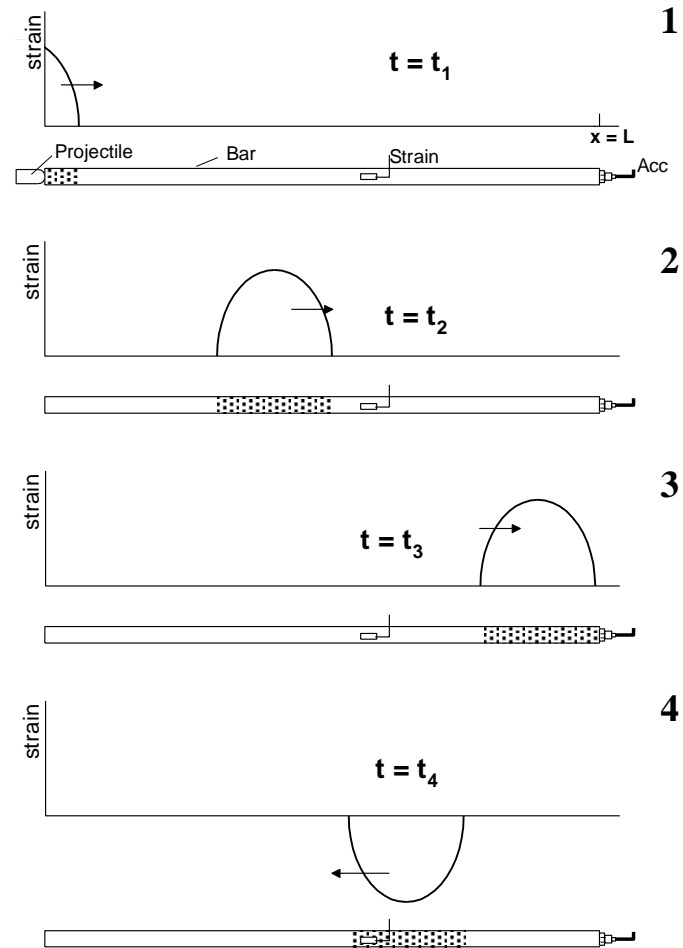 1
strain
t = t₁
x = L
Projectile
Bar
Strain
Acc
2
strain
t = t₂
3
strain
t = t₃
4
strain
t = t₄